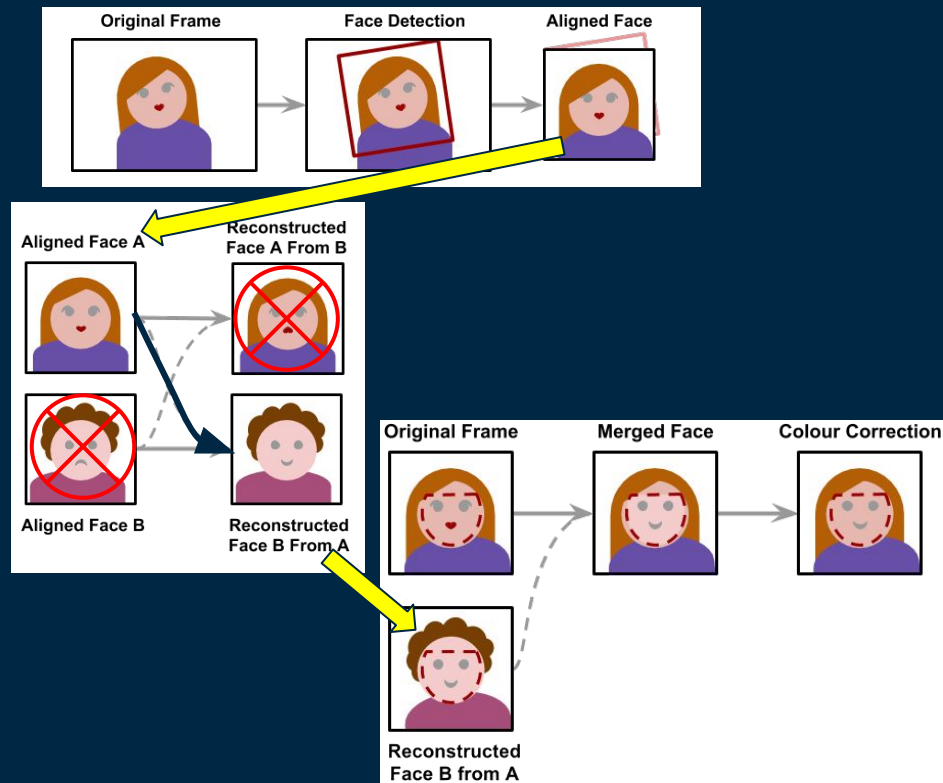 Original Frame
Face Detection
Aligned Face
Aligned Face A
Reconstructed
Face A From B
Aligned Face B
Reconstructed
Face B From A
Original Frame
Merged Face
Colour Correction
Reconstructed
Face B from A